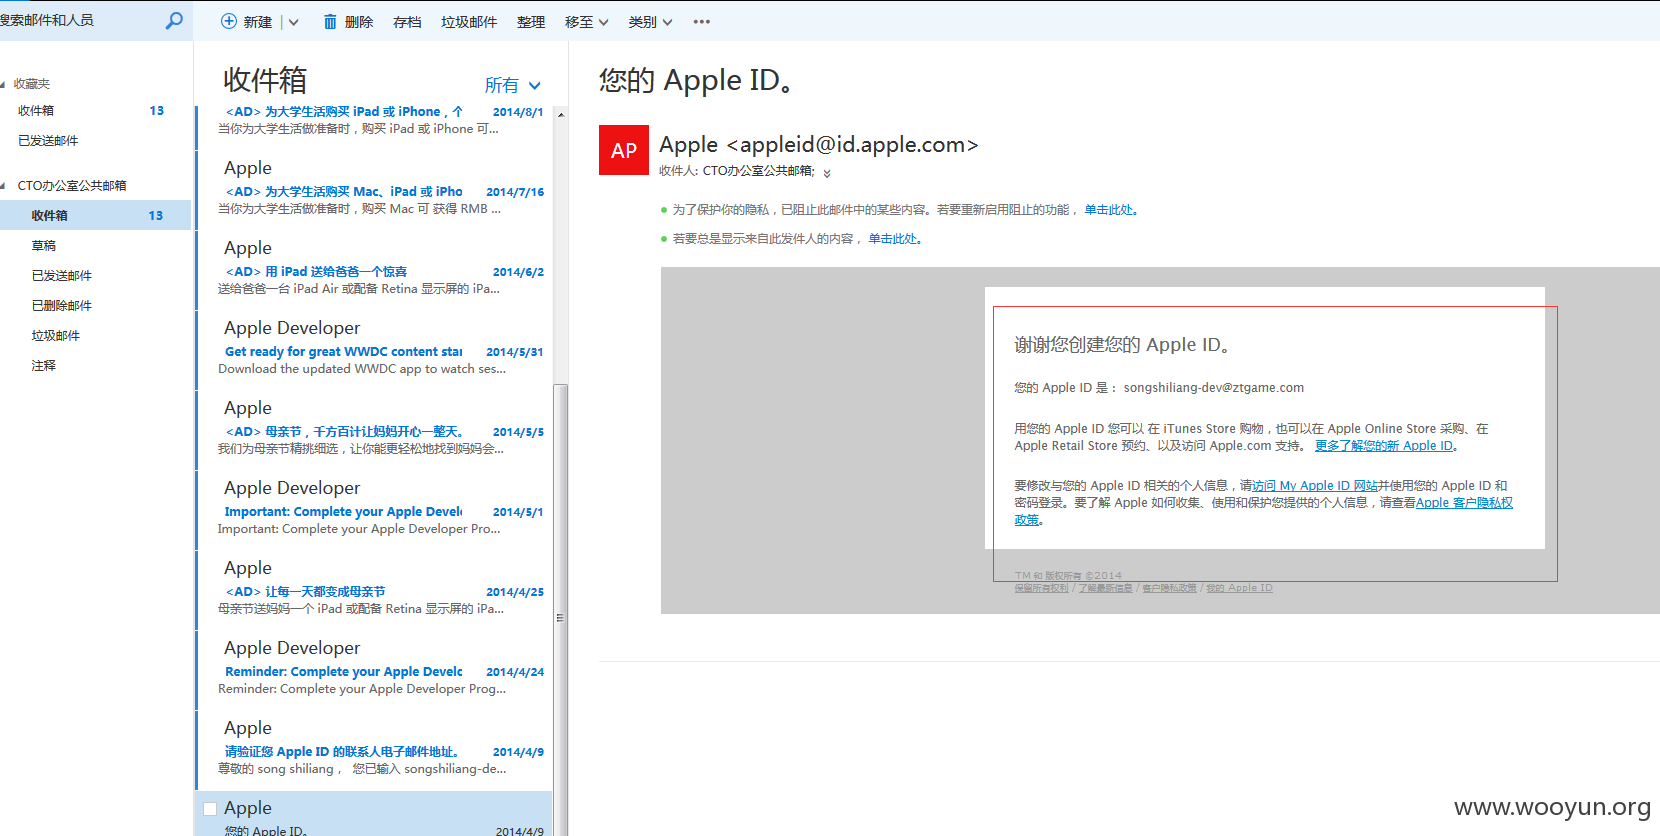 搜索邮件和人员
新建 删除 存档 垃圾邮件 整理 移至 类别 •••
收藏夹
收件箱 13
已发送邮件
CTO办公室公共邮箱
收件箱 13
草稿
已发送邮件
已删除邮件
垃圾邮件
注释
收件箱
所有
<AD> 为大学生活购买 iPad 或 iPhone，个 2014/8/1
当你为大学生活做准备时，购买 iPad 或 iPhone 可...
Apple
<AD> 为大学生活购买 Mac、iPad 或 iPho 2014/7/16
当你为大学生活做准备时，购买 Mac 可 获得 RMB ...
Apple
<AD> 用 iPad 送给爸爸一个惊喜 2014/6/2
送给爸爸一台 iPad Air 或配备 Retina 显示屏的 iPa...
Apple Developer
Get ready for great WWDC content star 2014/5/31
Download the updated WWDC app to watch ses...
Apple
<AD> 母亲节，千方百计让妈妈开心一整天。 2014/5/5
我们为母亲节精挑细选，让你能更轻松地找到妈妈会...
Apple Developer
Important: Complete your Apple Develo 2014/5/1
Important: Complete your Apple Developer Pro...
Apple
<AD> 让每一天都变成母亲节 2014/4/25
母亲节送妈妈一个 iPad 或配备 Retina 显示屏的 iPa...
Apple Developer
Reminder: Complete your Apple Develo 2014/4/24
Reminder: Complete your Apple Developer Prog...
Apple
请验证您 Apple ID 的联系人电子邮件地址。 2014/4/9
尊敬的 song shiliang， 您已输入 songshiliang-de...
Apple
您的 Apple ID。 2014/4/9
您的 Apple ID。
AP
Apple <appleid@id.apple.com>
收件人: CTO办公室公共邮箱;
为了保护你的隐私，已阻止此邮件中的某些内容。若要重新启用阻止的功能， 单击此处。
若要总是显示来自此发件人的内容， 单击此处。
谢谢您创建您的 Apple ID。
您的 Apple ID 是： songshiliang-dev@ztgame.com
用您的 Apple ID 您可以 在 iTunes Store 购物，也可以在 Apple Online Store 采购、在
Apple Retail Store 预约、以及访问 Apple.com 支持。 更多了解您的新 Apple ID。
要修改与您的 Apple ID 相关的个人信息，请访问 My Apple ID 网站并使用您的 Apple ID 和
密码登录。要了解 Apple 如何收集、使用和保护您提供的个人信息，请查看Apple 客户隐私权
政策。
TM 和 版权所有 ©2014
保留所有权利 / 了解最新信息 / 客户隐私政策 / 我的 Apple ID
www.wooyun.org